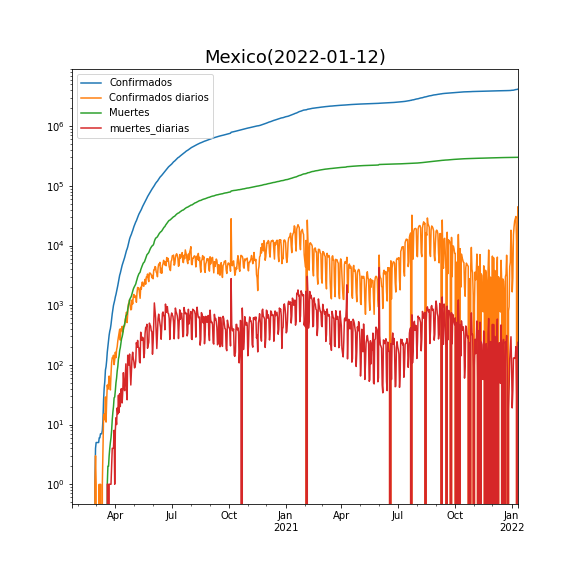 Mexico(2022-01-12)
Confirmados
Confirmados diarios
Muertes
muertes_diarias
10^6
10^5
10^4
10^3
10^2
10^1
10^0
Apr Jul Oct Jan Apr Jul Oct Jan
2021 2022